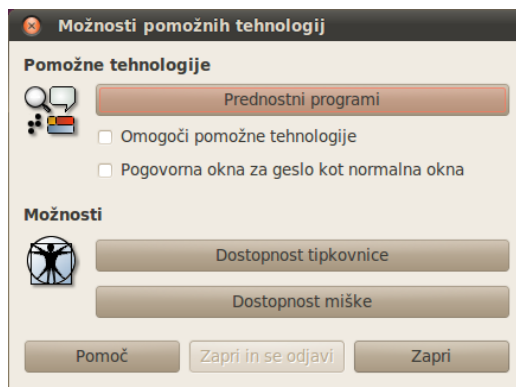 Možnosti pomožnih tehnologij
Pomožne tehnologije
Prednostni programi
Omogoči pomožne tehnologije
Pogovorna okna za geslo kot normalna okna
Možnosti
Dostopnost tipkovnice
Dostopnost miške
Pomoč
Zapri in se odjavi
Zapri